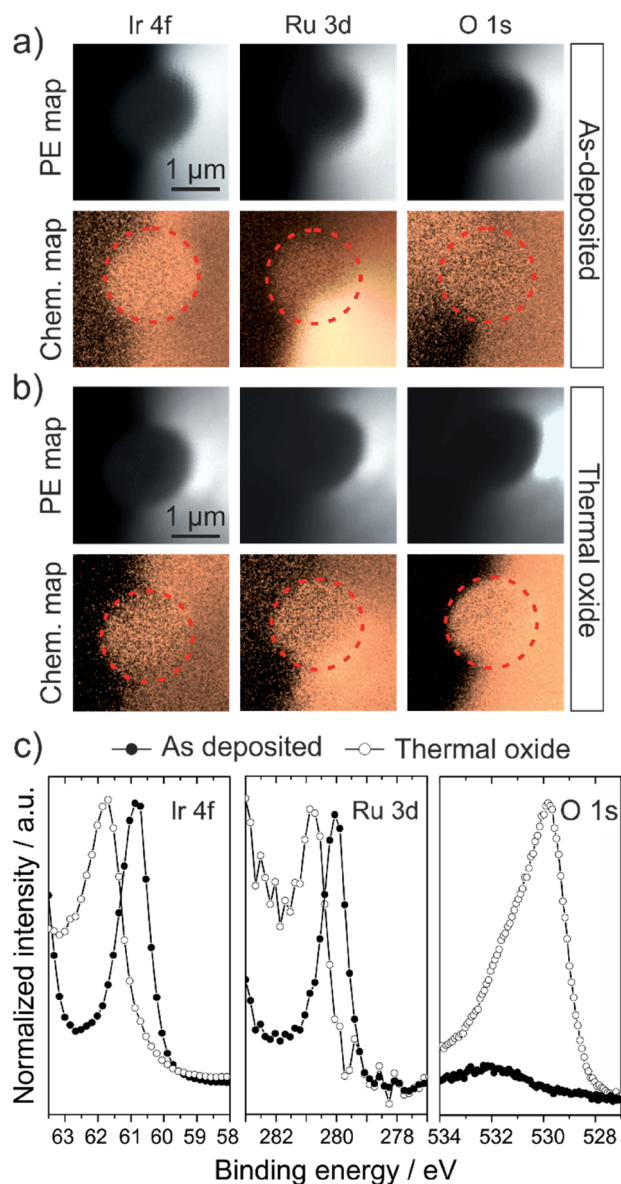 Ir 4f Ru 3d O 1s
a)
PE map
1 µm
Chem. map
As-deposited
b)
PE map
1 µm
Chem. map
Thermal oxide
c)
As deposited Thermal oxide
Ir 4f Ru 3d O 1s
Normalized intensity / a.u.
63 62 61 59 58 282 280 278 277 534 532 530 528 527
Binding energy / eV